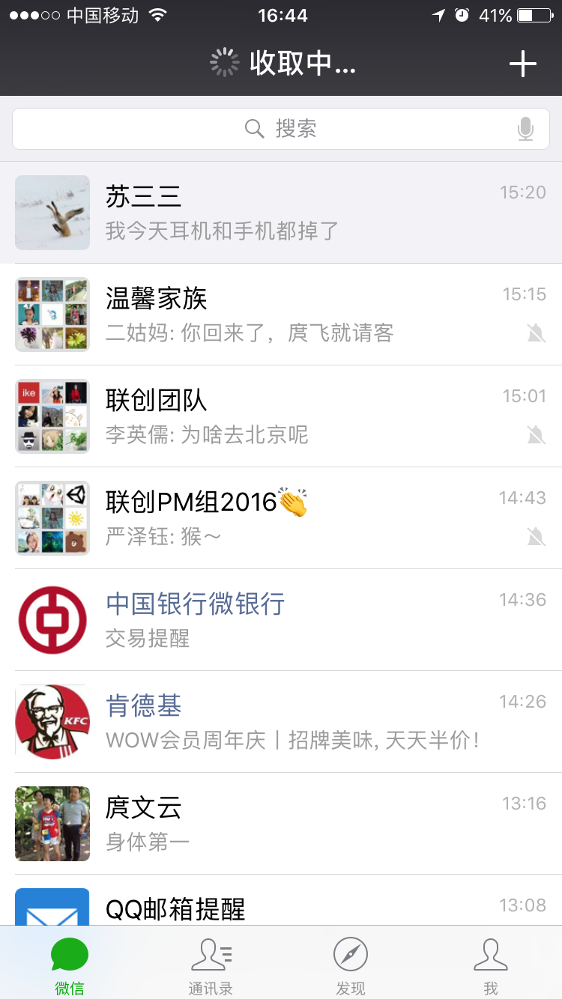 中国移动 16:44 41%
收取中...
搜索
苏三三 15:20
我今天耳机和手机都掉了
温馨家族 15:15
二姑妈: 你回来了，庹飞就请客
ike
联创团队 15:01
李英儒: 为啥去北京呢
联创PM组2016👏 14:43
严泽钰: 猴～
中国银行微银行 14:36
交易提醒
KFC
肯德基 14:26
WOW会员周年庆丨招牌美味, 天天半价！
庹文云 13:16
身体第一
QQ邮箱提醒 13:08
微信 通讯录 发现 我